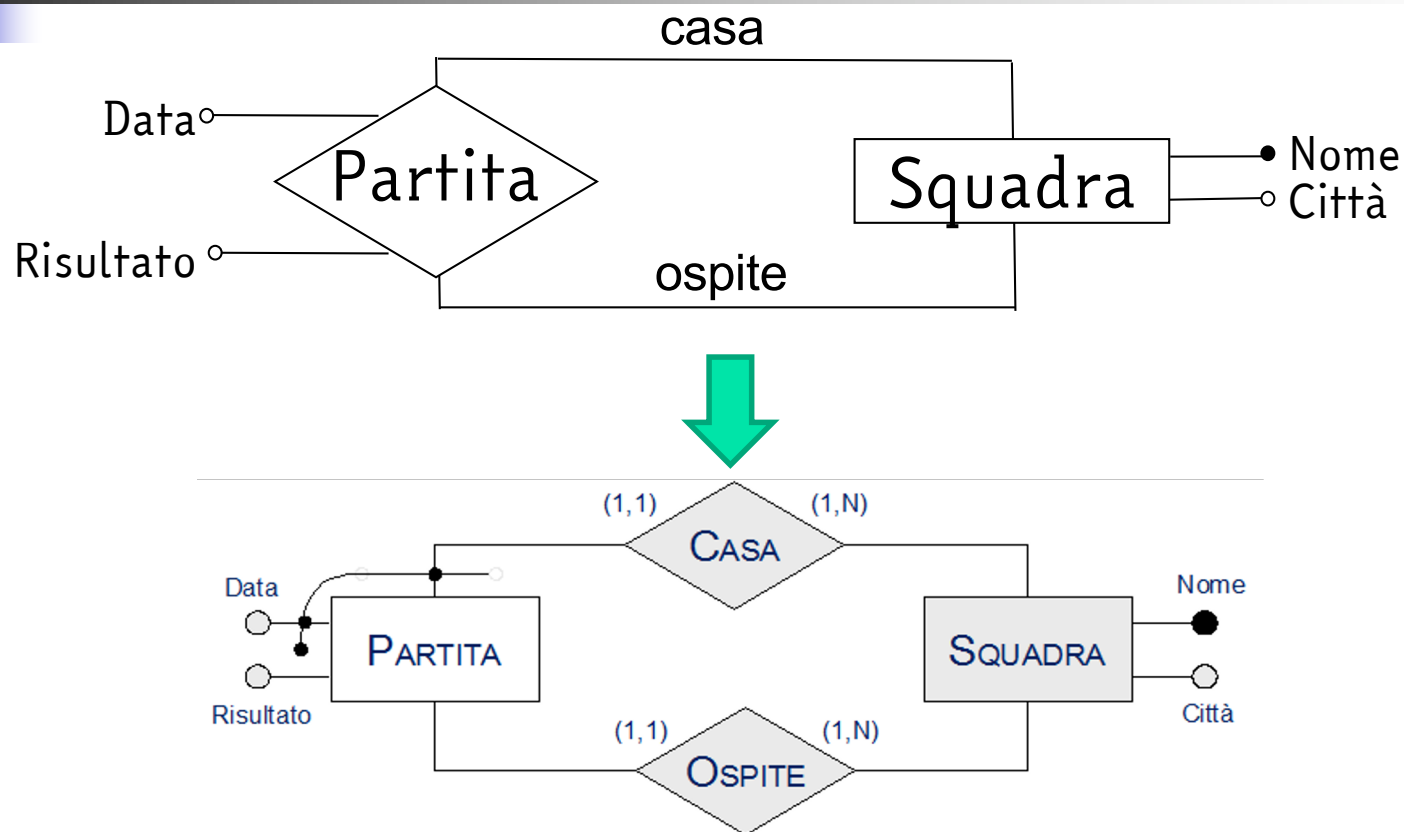 casa
Data
Partita
Nome
Squadra
Città
Risultato
ospite
(1,1)
(1,N)
CASA
Data
Nome
PARTITA
SQUADRA
Risultato
Città
(1,1)
(1,N)
OSPITE